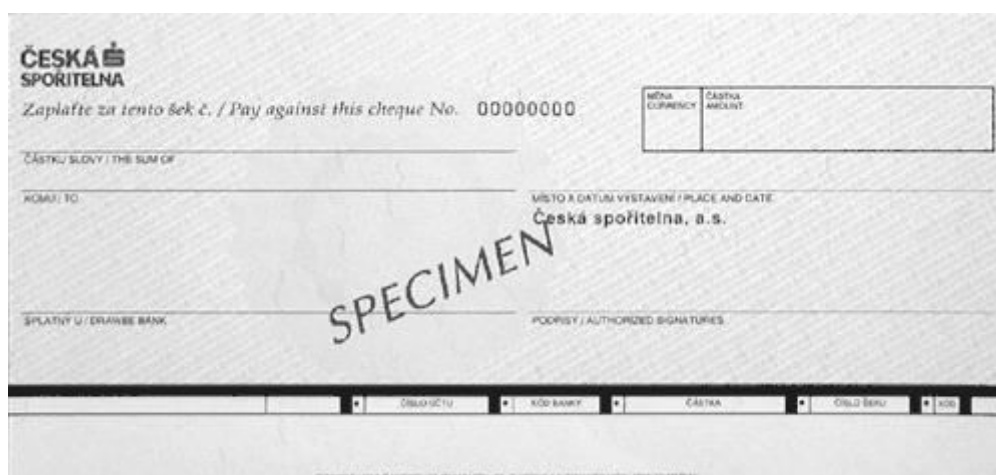 ČESKÁ
SPOŘITELNA
Zaplaťte za tento šek č. / Pay against this cheque No. 00000000
MĚNA
CURRENCY
ČÁSTKA
AMOUNT
ČÁSTKU SLOVY / THE SUM OF
KOMU / TO
MÍSTO A DATUM VYSTAVENÍ / PLACE AND DATE
Česká spořitelna, a.s.
SPECIMEN
SPLATNÝ U / DRAWEE BANK
PODPISY / AUTHORIZED SIGNATURES
ČÍSLO ÚČTU
KÓD BANKY
ČÁSTKA
ČÍSLO ŠEKU
KÓD